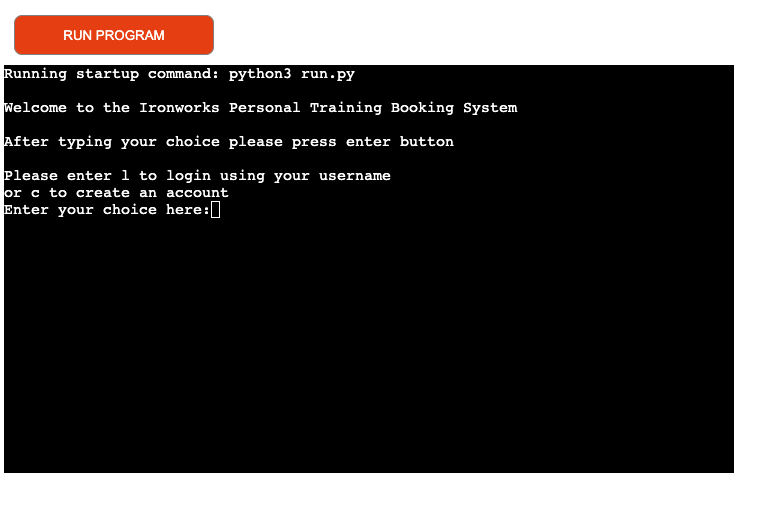 RUN PROGRAM
Running startup command: python3 run.py
Welcome to the Ironworks Personal Training Booking System
After typing your choice please press enter button
Please enter l to login using your username
or c to create an account
Enter your choice here: